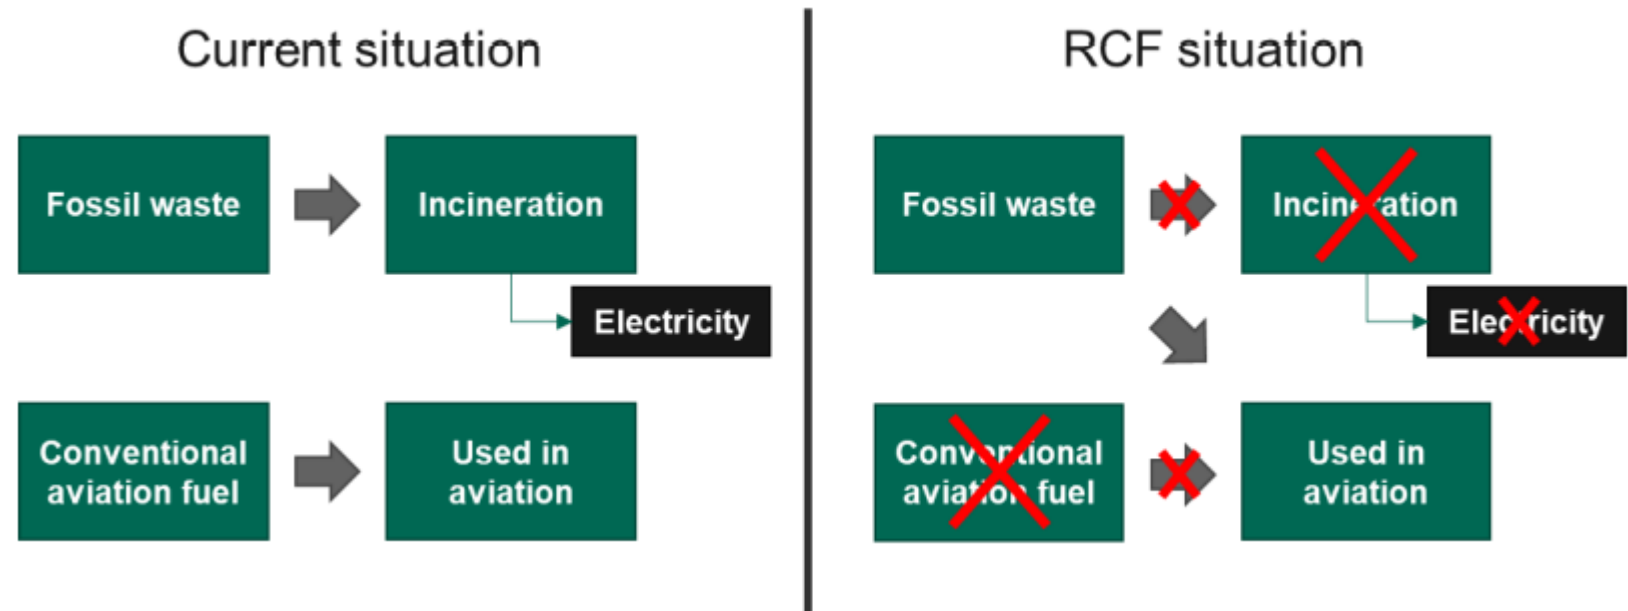 Current situation
Fossil waste
Incineration
Electricity
Conventional
aviation fuel
Used in
aviation
RCF situation
Fossil waste
Incineration
Electricity
Conventional
aviation fuel
Used in
aviation